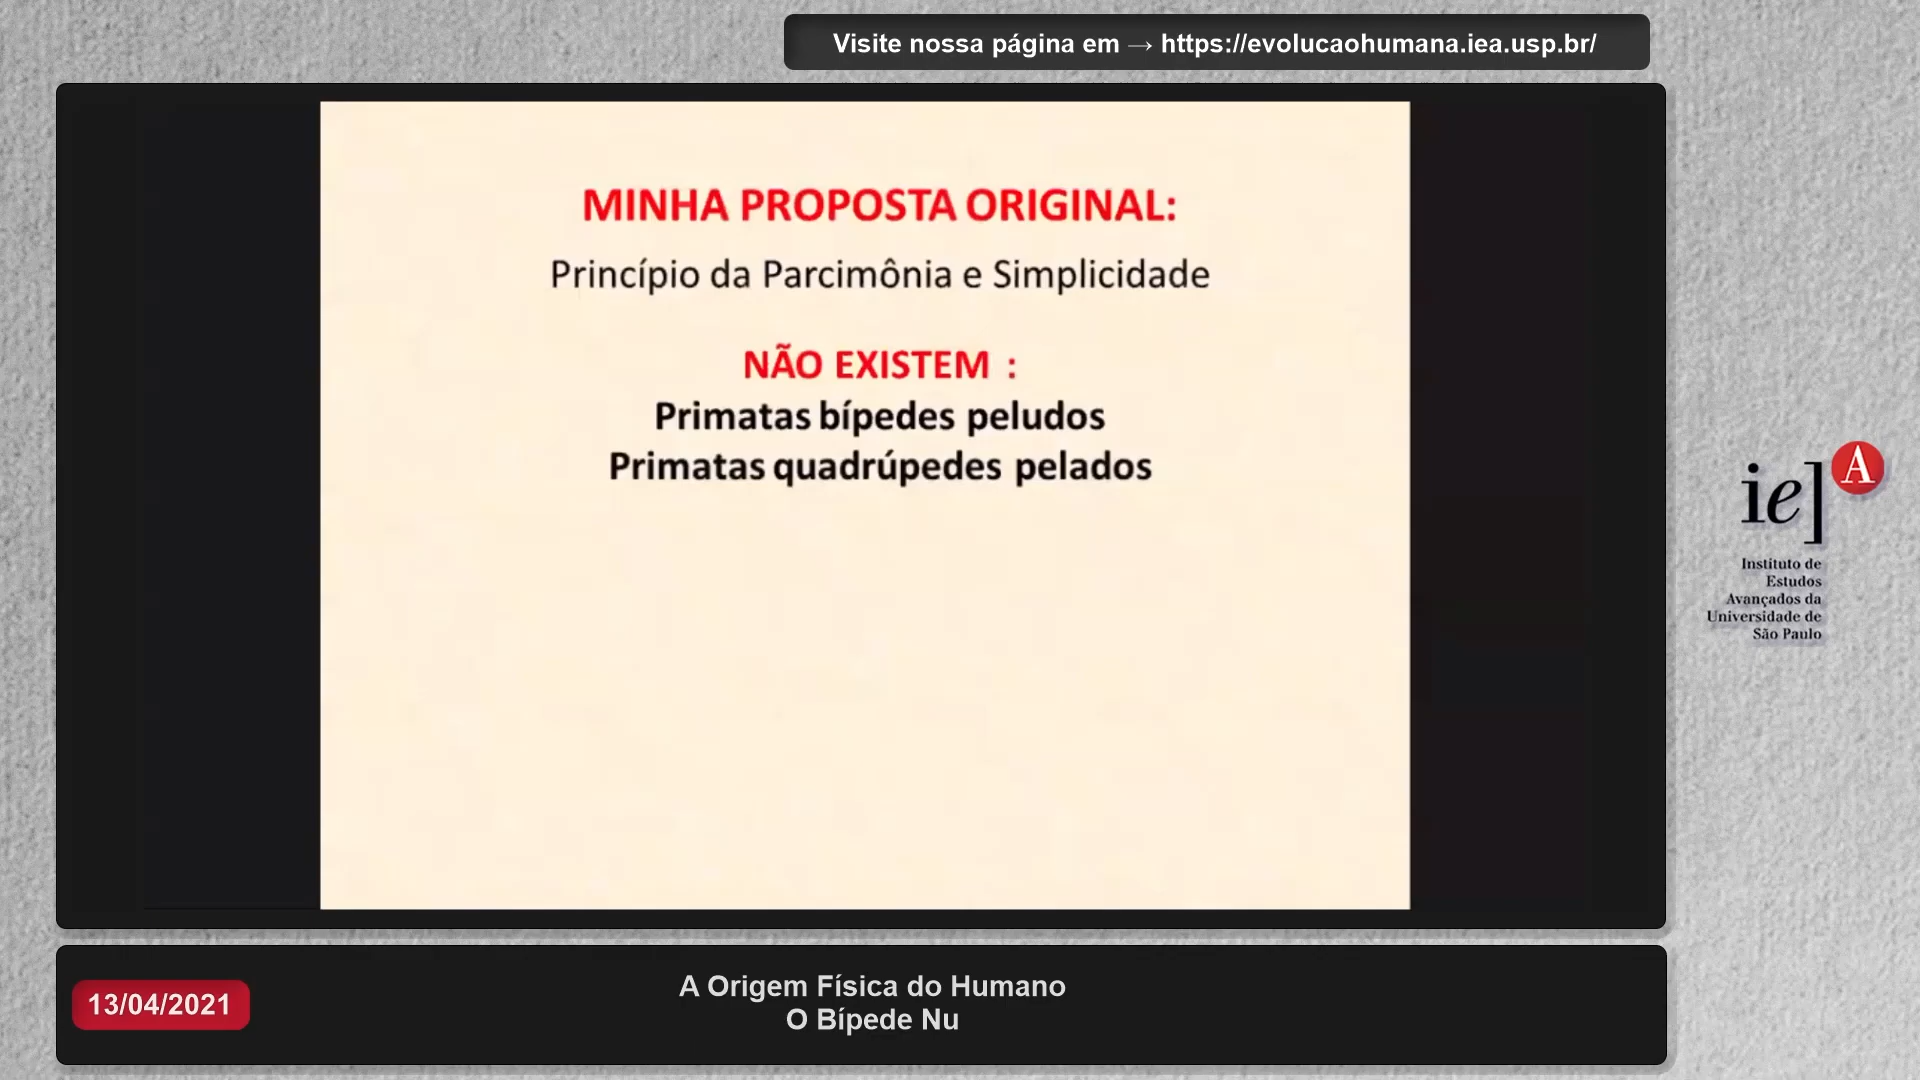 Visite nossa página em → https://evolucaohumana.iea.usp.br/
MINHA PROPOSTA ORIGINAL:
Princípio da Parcimônia e Simplicidade
NÃO EXISTEM :
Primatas bípedes peludos
Primatas quadrúpedes pelados
ie] A
Instituto de
Estudos
Avançados da
Universidade de
São Paulo
13/04/2021
A Origem Física do Humano
O Bípede Nu